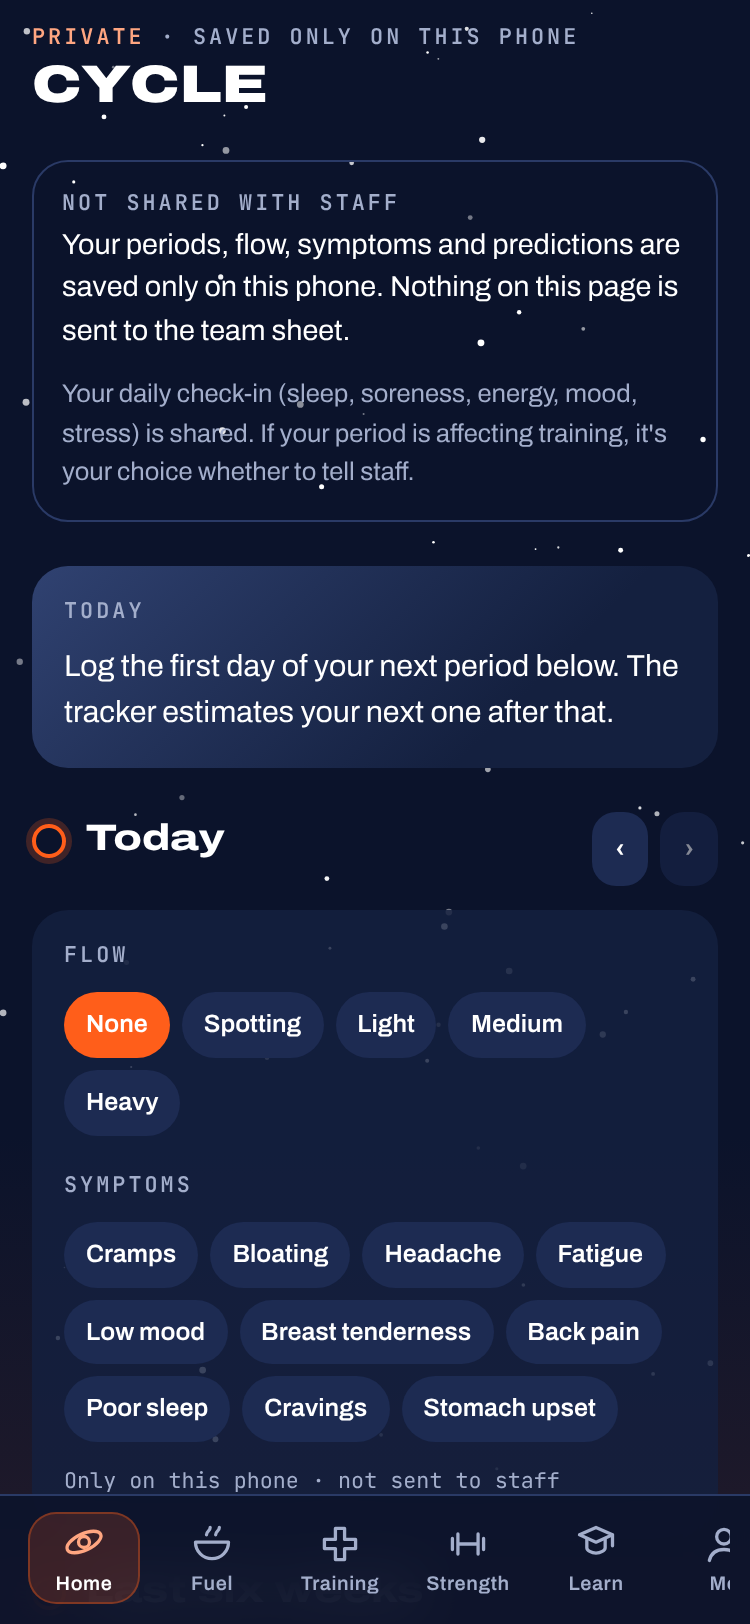 PRIVATE · SAVED ONLY ON THIS PHONE
CYCLE
NOT SHARED WITH STAFF
Your periods, flow, symptoms and predictions are
saved only on this phone. Nothing on this page is
sent to the team sheet.
Your daily check-in (sleep, soreness, energy, mood,
stress) is shared. If your period is affecting training, it's
your choice whether to tell staff.
TODAY
Log the first day of your next period below. The
tracker estimates your next one after that.
Today
‹ ›
FLOW
None Spotting Light Medium
Heavy
SYMPTOMS
Cramps Bloating Headache Fatigue
Low mood Breast tenderness Back pain
Poor sleep Cravings Stomach upset
Only on this phone · not sent to staff
Home Fuel Training Strength Learn